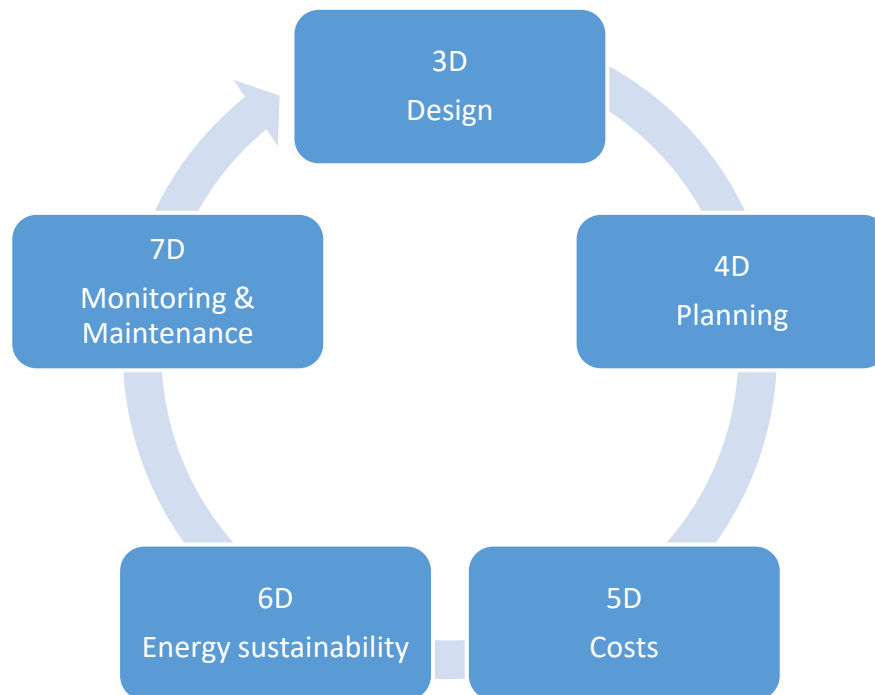 3D
Design
4D
Planning
5D
Costs
6D
Energy sustainability
7D
Monitoring &
Maintenance